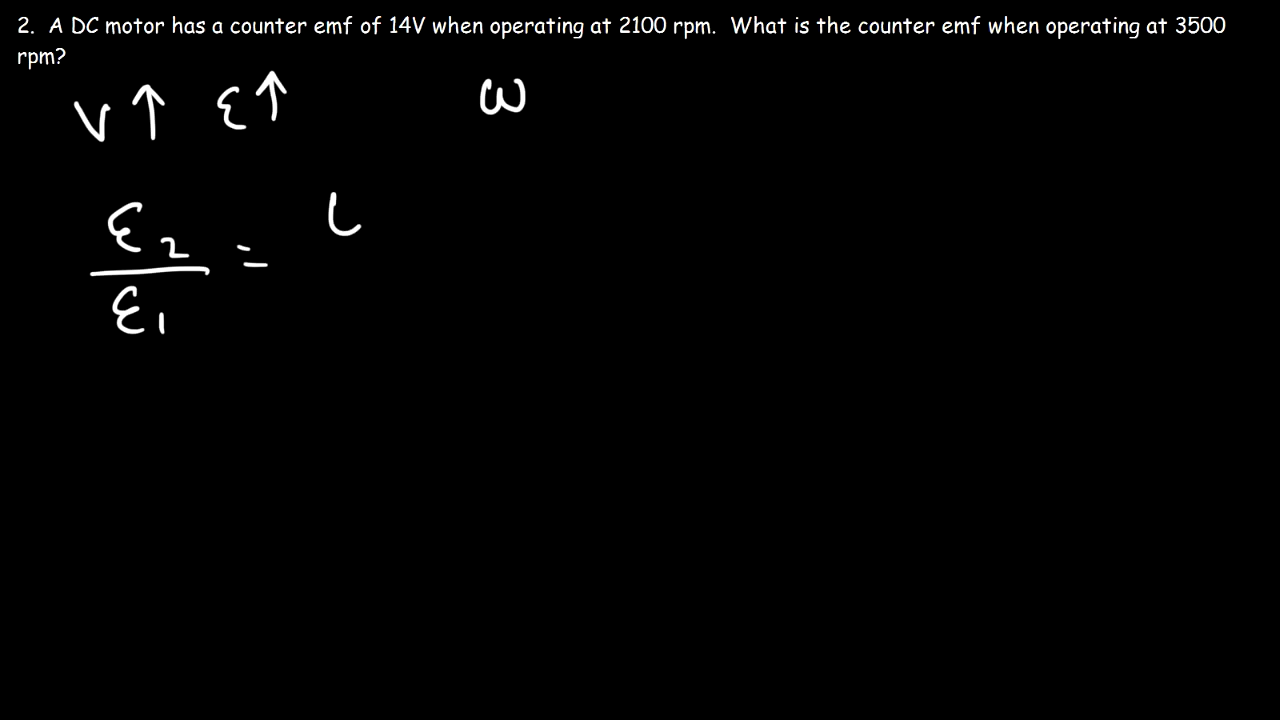 2. A DC motor has a counter emf of 14V when operating at 2100 rpm. What is the counter emf when operating at 3500
rpm?
V↑ ε↑ ω
ε₂
=
ε₁